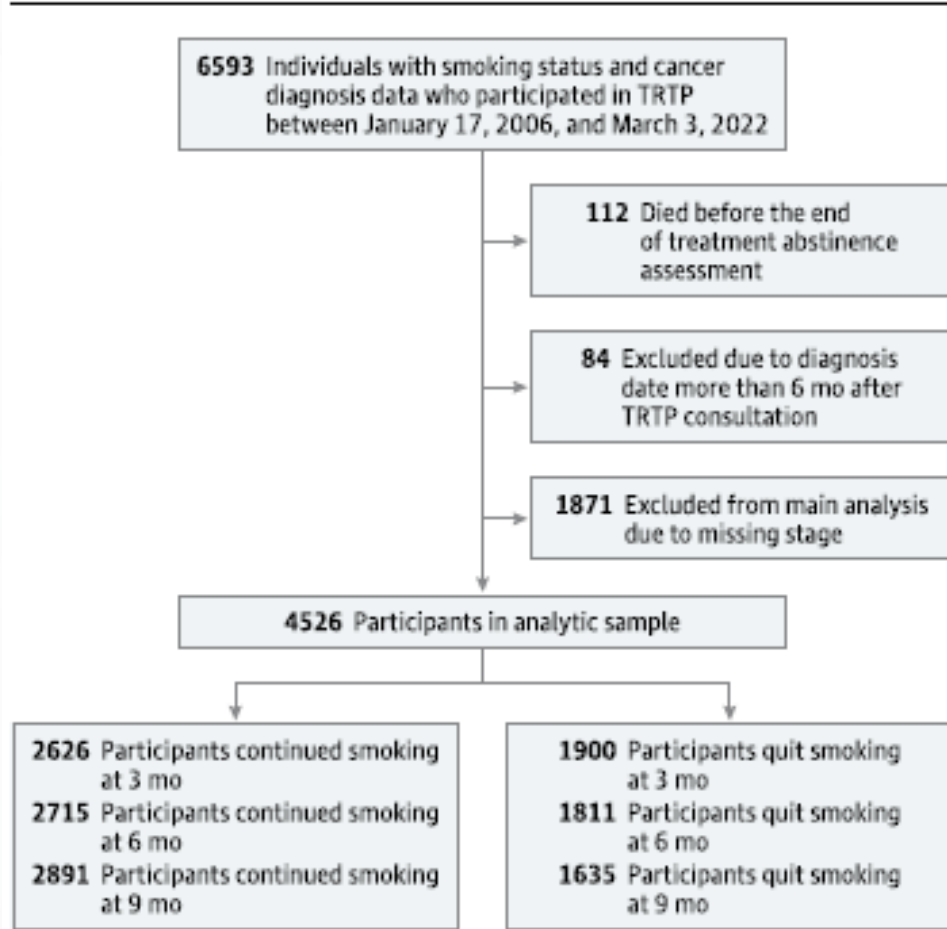 6593 Individuals with smoking status and cancer
diagnosis data who participated in TRTP
between January 17, 2006, and March 3, 2022
112 Died before the end
of treatment abstinence
assessment
84 Excluded due to diagnosis
date more than 6 mo after
TRTP consultation
1871 Excluded from main analysis
due to missing stage
4526 Participants in analytic sample
2626 Participants continued smoking
at 3 mo
2715 Participants continued smoking
at 6 mo
2891 Participants continued smoking
at 9 mo
1900 Participants quit smoking
at 3 mo
1811 Participants quit smoking
at 6 mo
1635 Participants quit smoking
at 9 mo